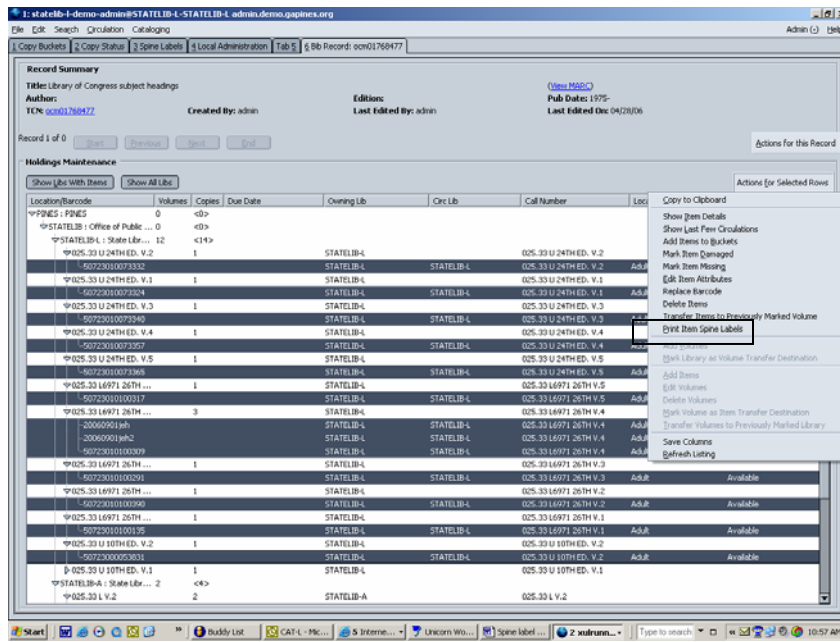 1: statelib-l-demo-admin@STATELIB-L-STATELIB-L admin.demo.gapines.org
File Edit Search Circulation Cataloging Admin (-) Help
1 Copy Buckets 2 Copy Status 3 Spine Labels 4 Local Administration Tab 5 6 Bib Record: ocm01768477
Record Summary
Title: Library of Congress subject headings (View MARC)
Author: Edition: Pub Date: 1975-
TCN: ocm01768477 Created By: admin Last Edited By: admin Last Edited On: 04/28/06
Record 1 of 0 Start Previous Next End Actions for this Record
Holdings Maintenance
Show Libs With Items Show All Libs Actions for Selected Rows
Location/Barcode Volumes Copies Due Date Owning Lib Circ Lib Call Number Loca
PINES : PINES 0 <0>
STATELIB : Office of Public ... 0 <0>
STATELIB-L : State Libr... 12 <14>
025.33 U 24TH ED. V.2 1 STATELIB-L 025.33 U 24TH ED. V.2
50723010073332 STATELIB-L STATELIB-L 025.33 U 24TH ED. V.2 Adul
025.33 U 24TH ED. V.1 1 STATELIB-L 025.33 U 24TH ED. V.1
50723010073324 STATELIB-L STATELIB-L 025.33 U 24TH ED. V.1 Adul
025.33 U 24TH ED. V.3 1 STATELIB-L 025.33 U 24TH ED. V.3
50723010073340 STATELIB-L STATELIB-L 025.33 U 24TH ED. V.3 Adul
025.33 U 24TH ED. V.4 1 STATELIB-L 025.33 U 24TH ED. V.4
50723010073357 STATELIB-L STATELIB-L 025.33 U 24TH ED. V.4 Adul
025.33 U 24TH ED. V.5 1 STATELIB-L 025.33 U 24TH ED. V.5
50723010073365 STATELIB-L STATELIB-L 025.33 U 24TH ED. V.5 Adul
025.33 L6971 26TH ... 1 STATELIB-L 025.33 L6971 26TH V.5
50723010100317 STATELIB-L STATELIB-L 025.33 L6971 26TH V.5 Adul
025.33 L6971 26TH ... 3 STATELIB-L 025.33 L6971 26TH V.4
20060901jeh STATELIB-L STATELIB-L 025.33 L6971 26TH V.4 Adul
20060901jeh2 STATELIB-L STATELIB-L 025.33 L6971 26TH V.4 Adul
50723010100309 STATELIB-L STATELIB-L 025.33 L6971 26TH V.4 Adul
025.33 L6971 26TH ... 1 STATELIB-L 025.33 L6971 26TH V.3
50723010100291 STATELIB-L STATELIB-L 025.33 L6971 26TH V.3 Adult Available
025.33 L6971 26TH ... 1 STATELIB-L 025.33 L6971 26TH V.2
50723010100390 STATELIB-L STATELIB-L 025.33 L6971 26TH V.2 Adult Available
025.33 L6971 26TH ... 1 STATELIB-L 025.33 L6971 26TH V.1
50723010100135 STATELIB-L STATELIB-L 025.33 L6971 26TH V.1 Adult Available
025.33 U 10TH ED. V.2 1 STATELIB-L 025.33 U 10TH ED. V.2
50723000053831 STATELIB-L STATELIB-L 025.33 U 10TH ED. V.2 Adult Available
025.33 U 10TH ED. V.1 1 STATELIB-L 025.33 U 10TH ED. V.1
STATELIB-A : State Libr... 2 <4>
025.33 L V.2 2 STATELIB-A 025.33 L V.2
Copy to Clipboard
Show Item Details
Show Last Few Circulations
Add Items to Buckets
Mark Item Damaged
Mark Item Missing
Edit Item Attributes
Replace Barcode
Delete Items
Transfer Items to Previously Marked Volume
Print Item Spine Labels
Add Volumes
Mark Library as Volume Transfer Destination
Add Items
Edit Volumes
Delete Volumes
Mark Volume as Item Transfer Destination
Transfer Volumes to Previously Marked Library
Save Columns
Refresh Listing
Start Buddy List CAT-L - Mic... 5 Interne... Unicorn Wo... Spine label ... 2 xulrunn... Type to search 10:57 A